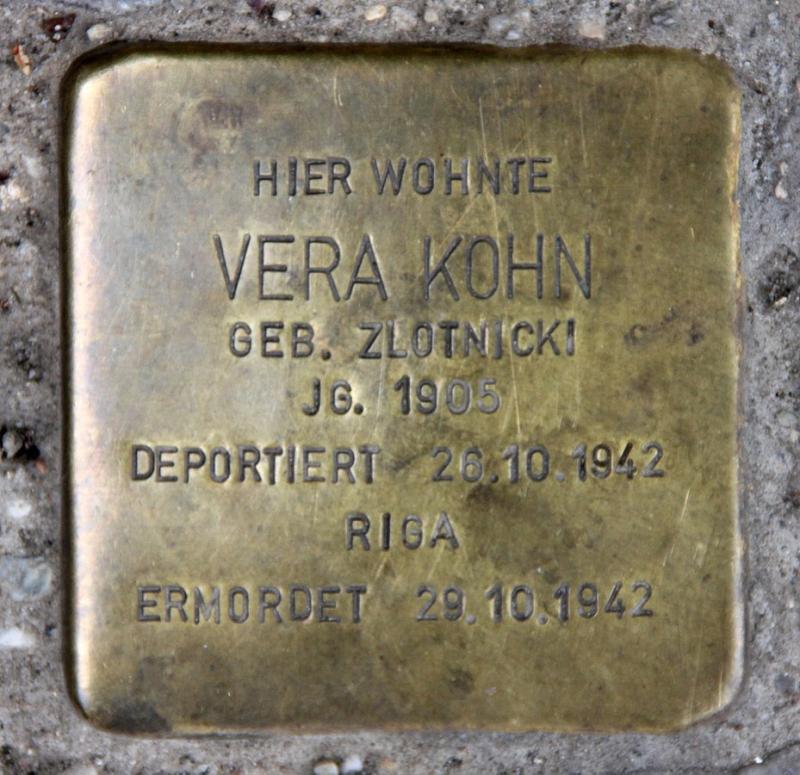 HIER WOHNTE
VERA KOHN
GEB. ZLOTNICKI
JG. 1905
DEPORTIERT 26.10.1942
RIGA
ERMORDET 29.10.1942